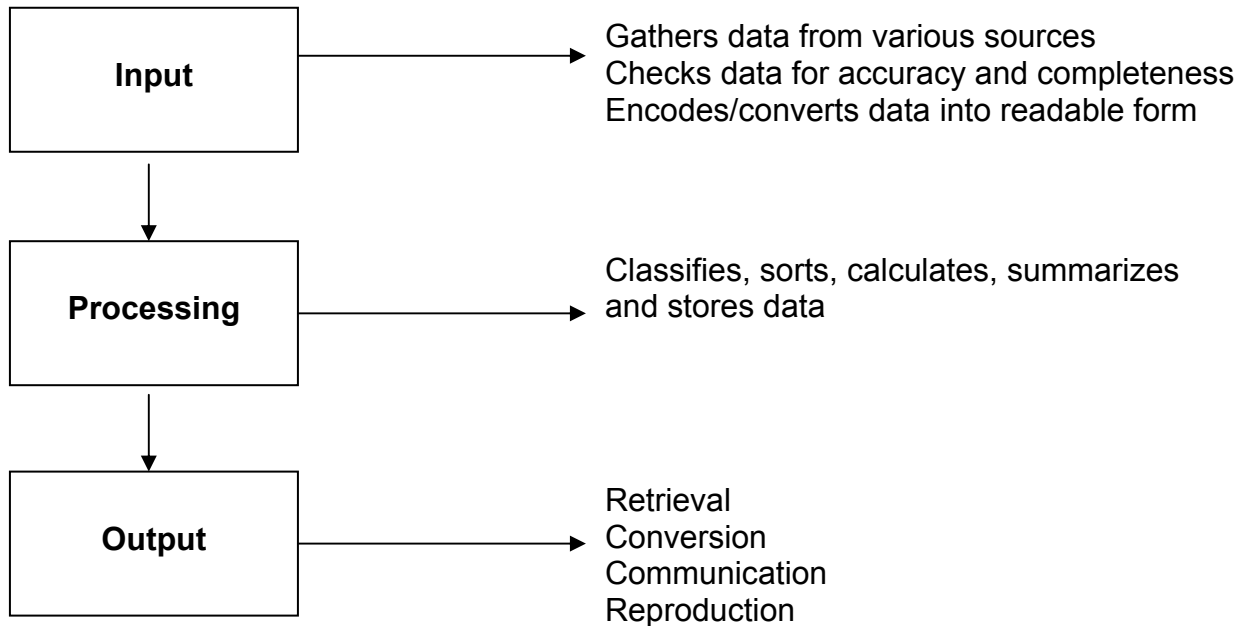 Input
Gathers data from various sources
Checks data for accuracy and completeness
Encodes/converts data into readable form
Processing
Classifies, sorts, calculates, summarizes
and stores data
Output
Retrieval
Conversion
Communication
Reproduction